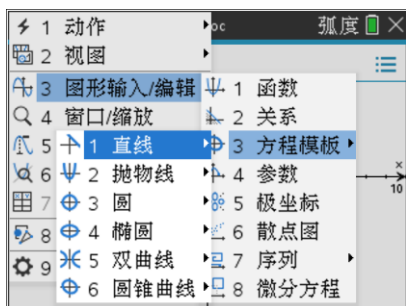 1 动作
oc 弧度
2 视图
3 图形输入/编辑
1 函数
4 窗口/缩放
2 关系
5
1 直线
3 方程模板
6
2 抛物线
4 参数
10
7
3 圆
5 极坐标
8
4 椭圆
6 散点图
9
5 双曲线
7 序列
6 圆锥曲线
8 微分方程
x